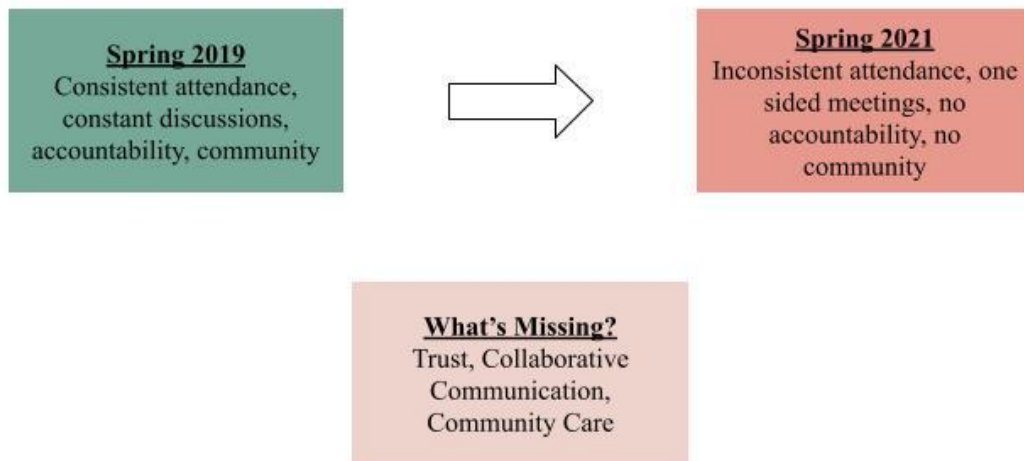 Spring 2019
Consistent attendance,
constant discussions,
accountability, community
Spring 2021
Inconsistent attendance, one
sided meetings, no
accountability, no
community
What's Missing?
Trust, Collaborative
Communication,
Community Care